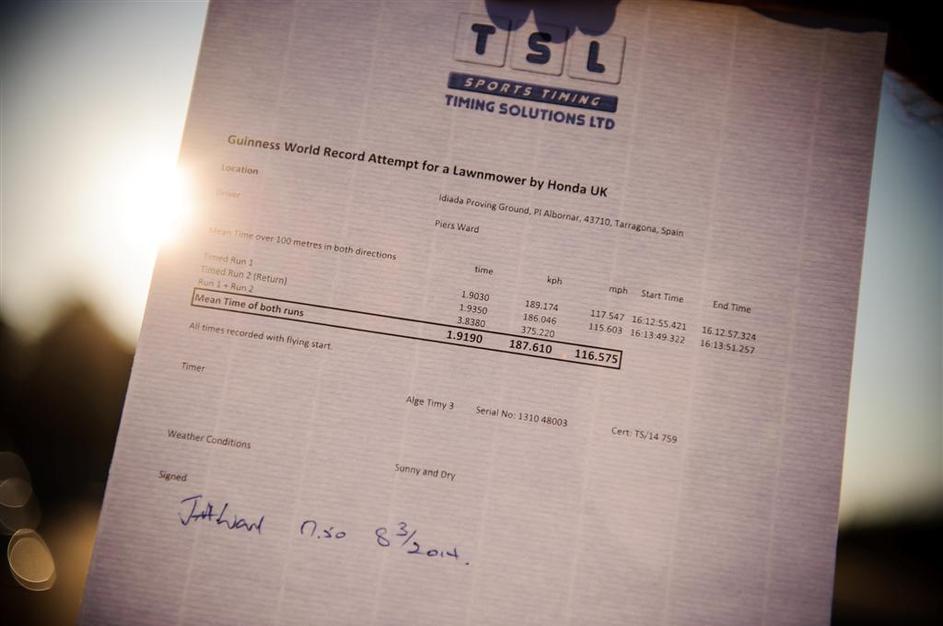 TSL
SPORTS TIMING
TIMING SOLUTIONS LTD
Guinness World Record Attempt for a Lawnmower by Honda UK
Location Idiada Proving Ground, Pl Albornar, 43710, Tarragona, Spain
Driver Piers Ward
Mean Time over 100 metres in both directions
time kph mph Start Time End Time
Timed Run 1 1.9030 189.174 117.547 16:12:55.421 16:12:57.324
Timed Run 2 (Return) 1.9350 186.046 115.603 16:13:49.322 16:13:51.257
Run 1 + Run 2 3.8380 375.220
Mean Time of both runs 1.9190 187.610 116.575
All times recorded with flying start.
Timer Alge Timy 3 Serial No: 1310 48003 Cert: TS/14 759
Weather Conditions Sunny and Dry
Signed
8 3/2014.